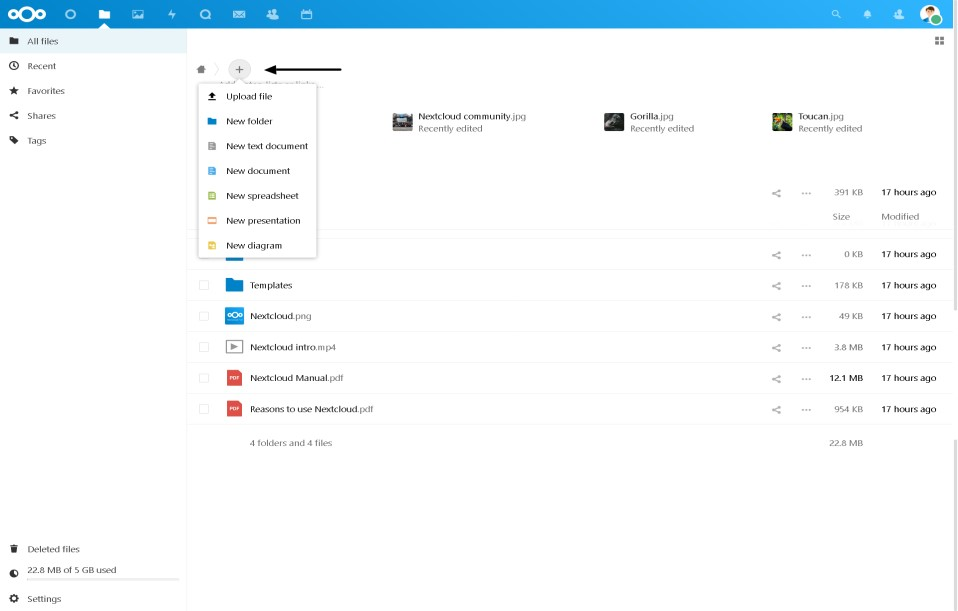 All files
Recent
Favorites
Shares
Tags
Upload file
New folder
New text document
New document
New spreadsheet
New presentation
New diagram
Nextcloud community.jpg
Recently edited
Gorilla.jpg
Recently edited
Toucan.jpg
Recently edited
391 KB 17 hours ago
Size Modified
0 KB 17 hours ago
Templates 178 KB 17 hours ago
Nextcloud.png 49 KB 17 hours ago
Nextcloud intro.mp4 3.8 MB 17 hours ago
PDF Nextcloud Manual.pdf 12.1 MB 17 hours ago
PDF Reasons to use Nextcloud.pdf 954 KB 17 hours ago
4 folders and 4 files 22.8 MB
Deleted files
22.8 MB of 5 GB used
Settings